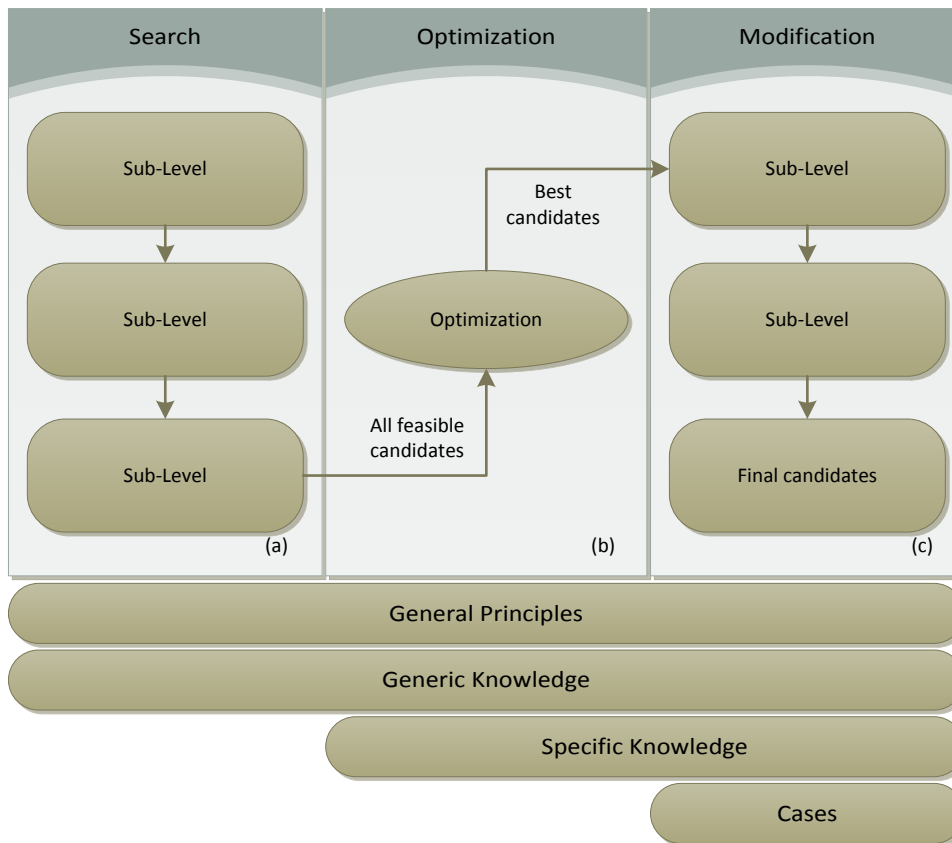 Search
Optimization
Modification
Sub-Level
Sub-Level
Sub-Level
All feasible
candidates
Optimization
Best
candidates
Sub-Level
Sub-Level
Final candidates
(a)
(b)
(c)
General Principles
Generic Knowledge
Specific Knowledge
Cases